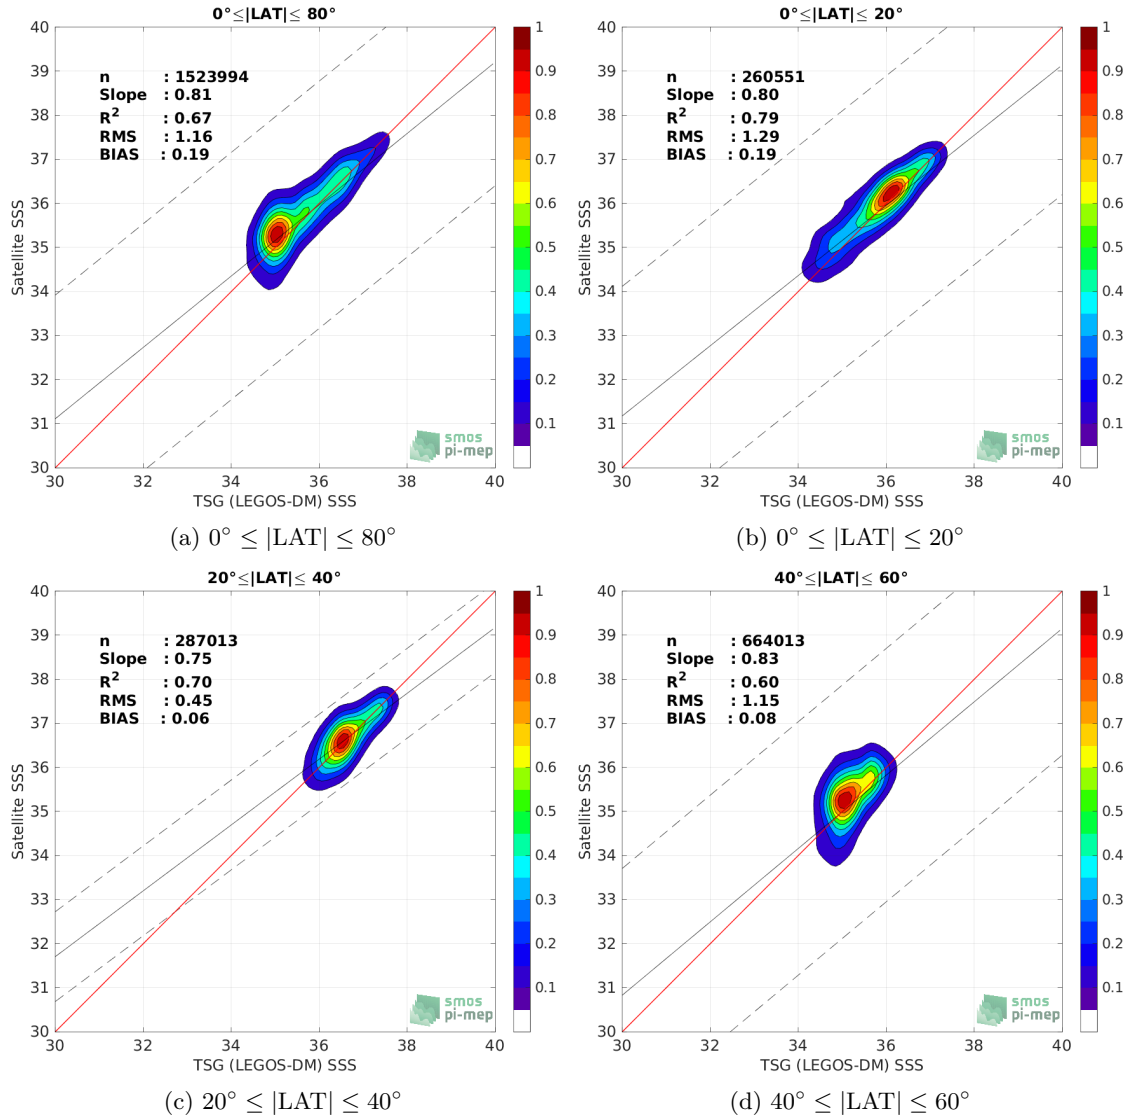 0°≤|LAT|≤ 80°
n : 1523994
Slope : 0.81
R² : 0.67
RMS : 1.16
BIAS : 0.19
40
39
38
37
36
35
34
33
32
31
30
Satellite SSS
30 32 34 36 38 40
TSG (LEGOS-DM) SSS
1
0.9
0.8
0.7
0.6
0.5
0.4
0.3
0.2
0.1
smos
pi-mep
(a) 0° ≤ |LAT| ≤ 80°
0°≤|LAT|≤ 20°
n : 260551
Slope : 0.80
R² : 0.79
RMS : 1.29
BIAS : 0.19
40
39
38
37
36
35
34
33
32
31
30
Satellite SSS
30 32 34 36 38 40
TSG (LEGOS-DM) SSS
1
0.9
0.8
0.7
0.6
0.5
0.4
0.3
0.2
0.1
smos
pi-mep
(b) 0° ≤ |LAT| ≤ 20°
20°≤|LAT|≤ 40°
n : 287013
Slope : 0.75
R² : 0.70
RMS : 0.45
BIAS : 0.06
40
39
38
37
36
35
34
33
32
31
30
Satellite SSS
30 32 34 36 38 40
TSG (LEGOS-DM) SSS
1
0.9
0.8
0.7
0.6
0.5
0.4
0.3
0.2
0.1
smos
pi-mep
(c) 20° ≤ |LAT| ≤ 40°
40°≤|LAT|≤ 60°
n : 664013
Slope : 0.83
R² : 0.60
RMS : 1.15
BIAS : 0.08
40
39
38
37
36
35
34
33
32
31
30
Satellite SSS
30 32 34 36 38 40
TSG (LEGOS-DM) SSS
1
0.9
0.8
0.7
0.6
0.5
0.4
0.3
0.2
0.1
smos
pi-mep
(d) 40° ≤ |LAT| ≤ 60°